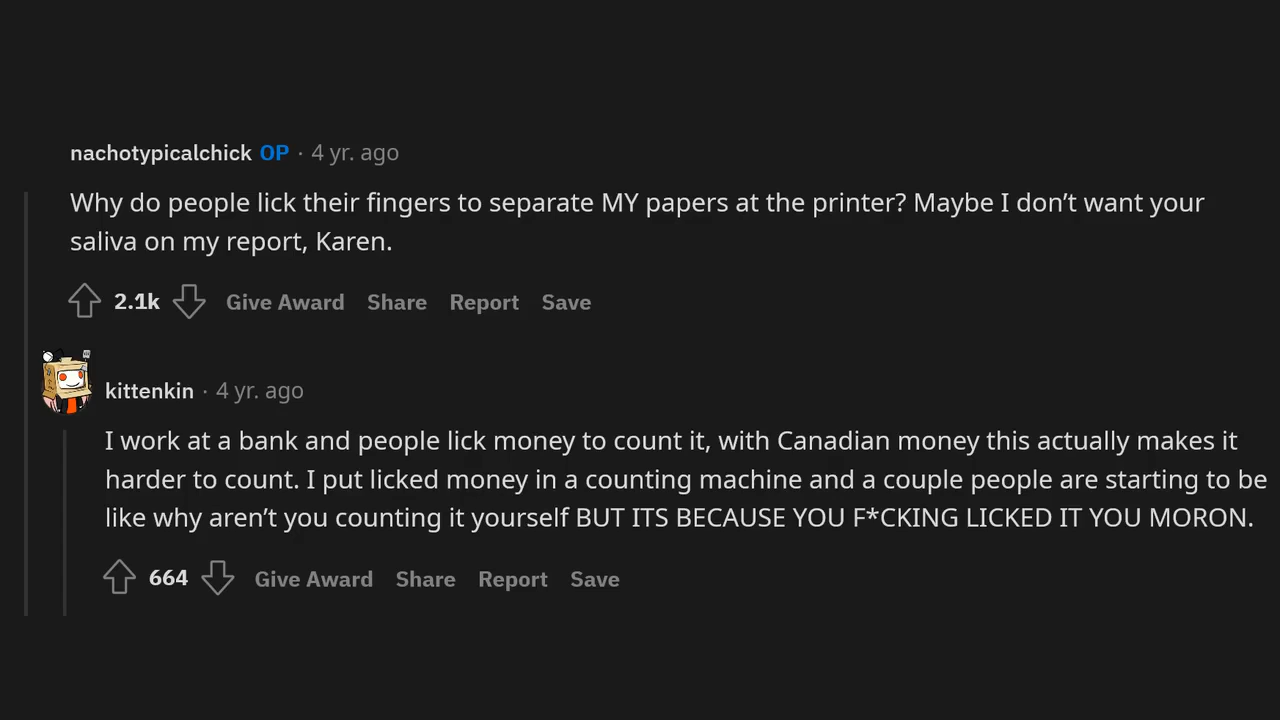 nachotypicalchick OP · 4 yr. ago
Why do people lick their fingers to separate MY papers at the printer? Maybe I don’t want your
saliva on my report, Karen.
2.1k Give Award Share Report Save
kittenkin · 4 yr. ago
I work at a bank and people lick money to count it, with Canadian money this actually makes it
harder to count. I put licked money in a counting machine and a couple people are starting to be
like why aren’t you counting it yourself BUT ITS BECAUSE YOU F*CKING LICKED IT YOU MORON.
664 Give Award Share Report Save